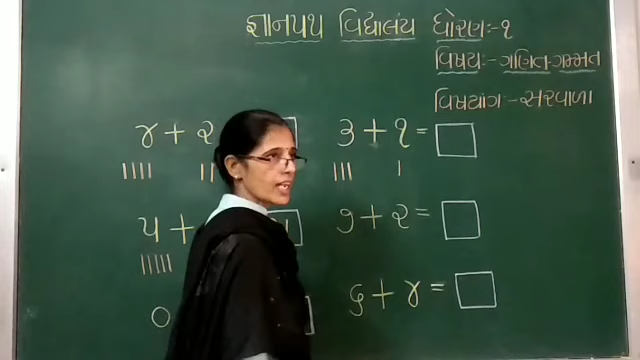 જ્ઞાનપથ વિદ્યાલંય ધોરણ:-૧
વિષય:- ગણિત-ગમ્મત
વિષયાંગ:- સરવાળા
૪ + ૨
૩ + ૧ =
૫ +
૭ + ૨ =
૦
૬ + ૪ =